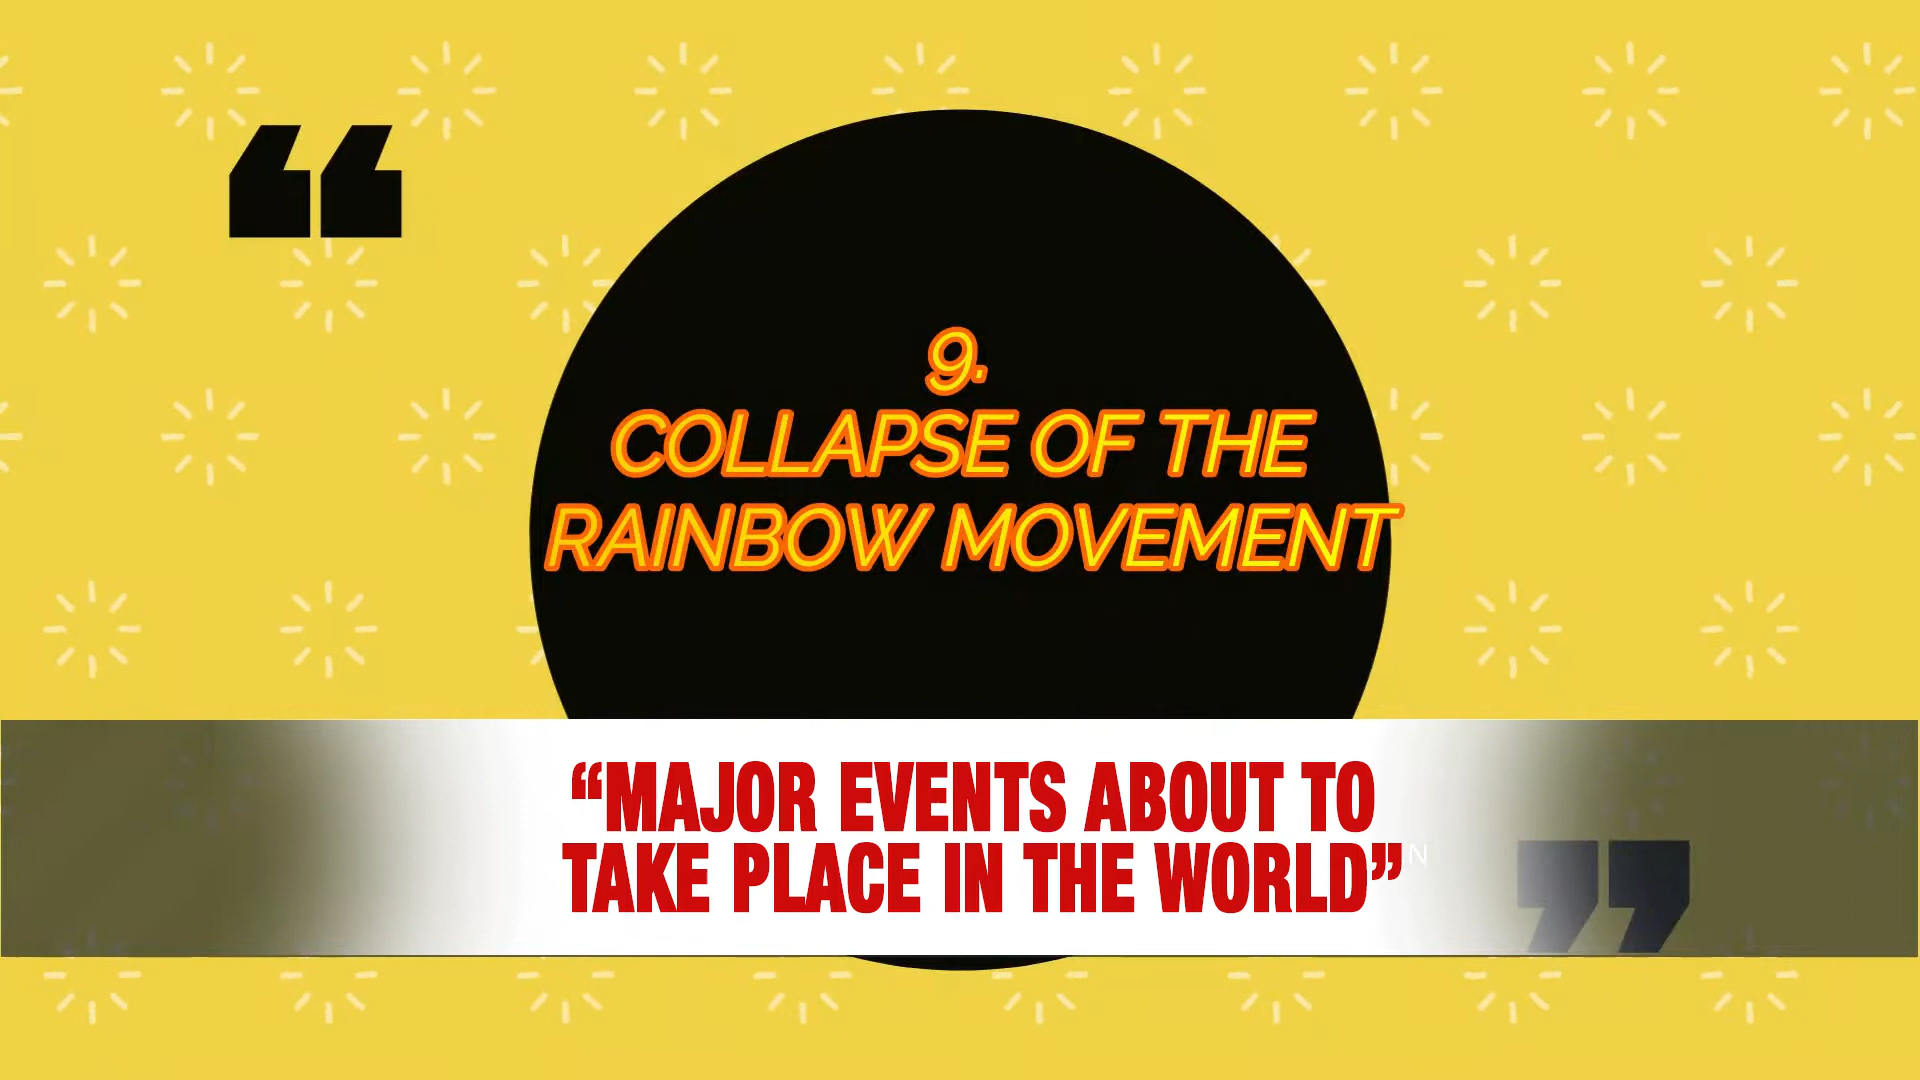 9.
COLLAPSE OF THE
RAINBOW MOVEMENT
“MAJOR EVENTS ABOUT TO
TAKE PLACE IN THE WORLD”